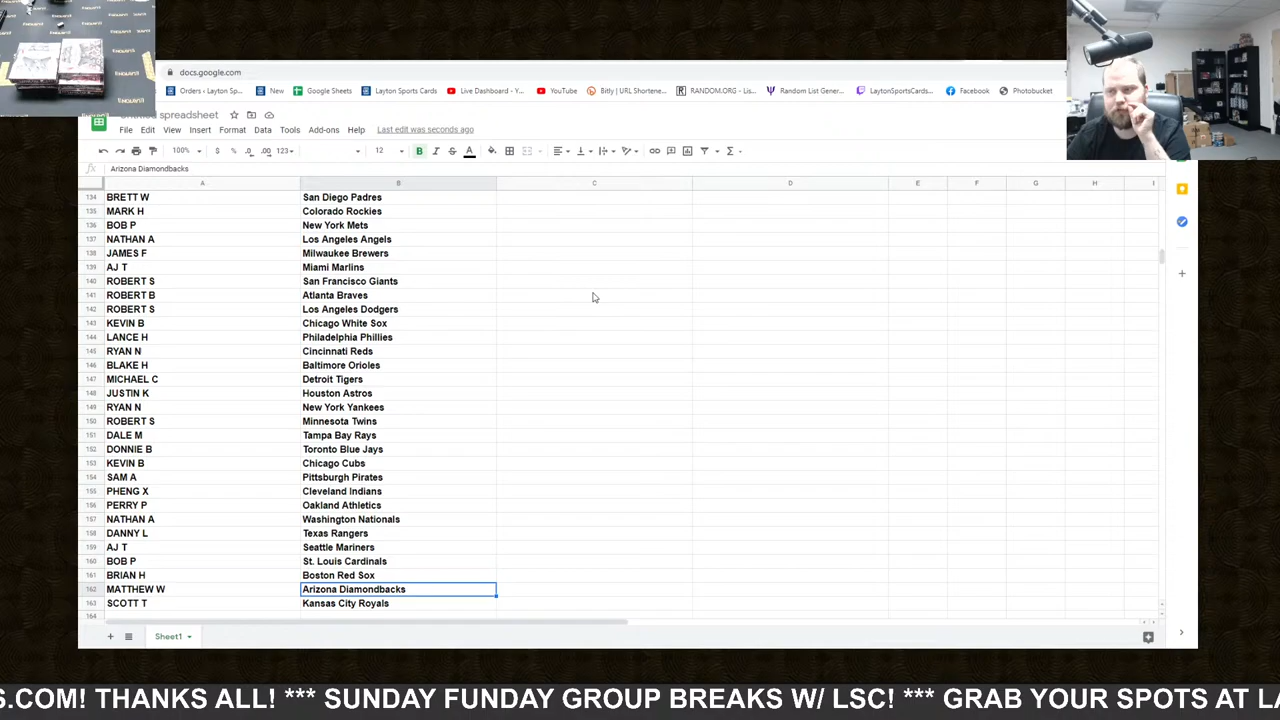 docs.google.com
Orders ‹ Layton Sp…
New
Google Sheets
Layton Sports Cards
Live Dashboard - Y…
YouTube
Bitly | URL Shortene…
RANDOM.ORG - Lis…
Random List Gener…
LaytonSportsCards…
Facebook
Photobucket
spreadsheet
File Edit View Insert Format Data Tools Add-ons Help Last edit was seconds ago
100% $ % .0 .00 123 12 B I S A
fx Arizona Diamondbacks
A B C D E F G H I
134 BRETT W San Diego Padres
135 MARK H Colorado Rockies
136 BOB P New York Mets
137 NATHAN A Los Angeles Angels
138 JAMES F Milwaukee Brewers
139 AJ T Miami Marlins
140 ROBERT S San Francisco Giants
141 ROBERT B Atlanta Braves
142 ROBERT S Los Angeles Dodgers
143 KEVIN B Chicago White Sox
144 LANCE H Philadelphia Phillies
145 RYAN N Cincinnati Reds
146 BLAKE H Baltimore Orioles
147 MICHAEL C Detroit Tigers
148 JUSTIN K Houston Astros
149 RYAN N New York Yankees
150 ROBERT S Minnesota Twins
151 DALE M Tampa Bay Rays
152 DONNIE B Toronto Blue Jays
153 KEVIN B Chicago Cubs
154 SAM A Pittsburgh Pirates
155 PHENG X Cleveland Indians
156 PERRY P Oakland Athletics
157 NATHAN A Washington Nationals
158 DANNY L Texas Rangers
159 AJ T Seattle Mariners
160 BOB P St. Louis Cardinals
161 BRIAN H Boston Red Sox
162 MATTHEW W Arizona Diamondbacks
163 SCOTT T Kansas City Royals
164
Sheet1
S.COM! THANKS ALL! *** SUNDAY FUNDAY GROUP BREAKS W/ LSC! *** GRAB YOUR SPOTS AT LA